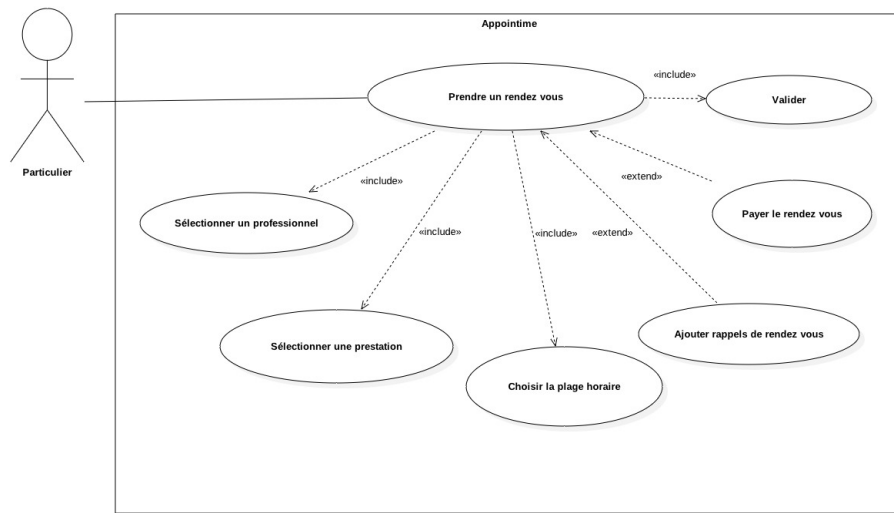 Appointime
«include»
Prendre un rendez vous
Valider
Particulier
«include»
«extend»
Sélectionner un professionnel
Payer le rendez vous
«include»
«include»
«extend»
Sélectionner une prestation
Ajouter rappels de rendez vous
Choisir la plage horaire